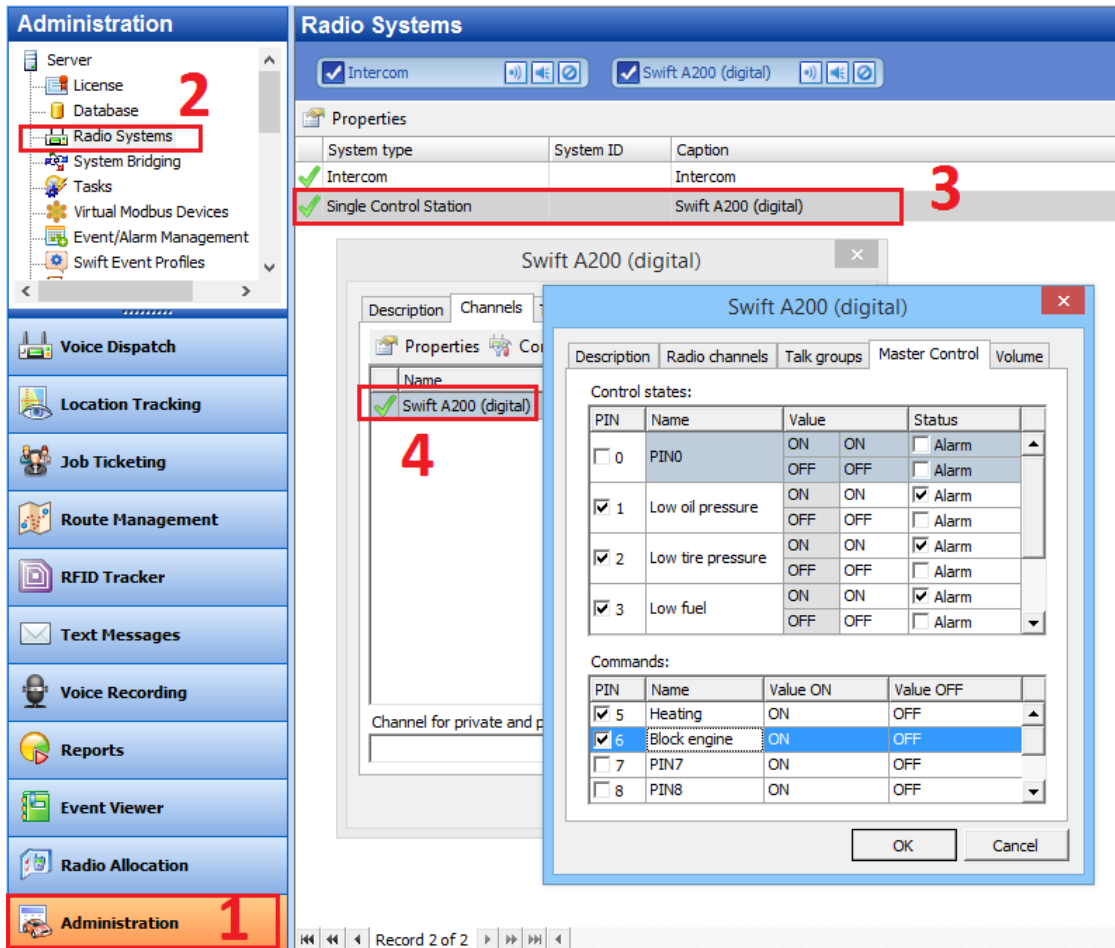 Administration
Server
License
Database
Radio Systems
System Bridging
Tasks
Virtual Modbus Devices
Event/Alarm Management
Swift Event Profiles
2
Voice Dispatch
Location Tracking
Job Ticketing
Route Management
RFID Tracker
Text Messages
Voice Recording
Reports
Event Viewer
Radio Allocation
Administration
1
Radio Systems
Intercom
Swift A200 (digital)
Properties
System type System ID Caption
Intercom Intercom
Single Control Station Swift A200 (digital)
3
Swift A200 (digital)
Description Channels
Properties
Name
Swift A200 (digital)
4
Channel for private and
Swift A200 (digital)
Description Radio channels Talk groups Master Control Volume
Control states:
PIN Name Value Status
0 PIN0 ON ON Alarm
OFF OFF Alarm
1 Low oil pressure ON ON Alarm
OFF OFF Alarm
2 Low tire pressure ON ON Alarm
OFF OFF Alarm
3 Low fuel ON ON Alarm
OFF OFF Alarm
Commands:
PIN Name Value ON Value OFF
5 Heating ON OFF
6 Block engine ON OFF
7 PIN7 ON OFF
8 PIN8 ON OFF
OK Cancel
Record 2 of 2